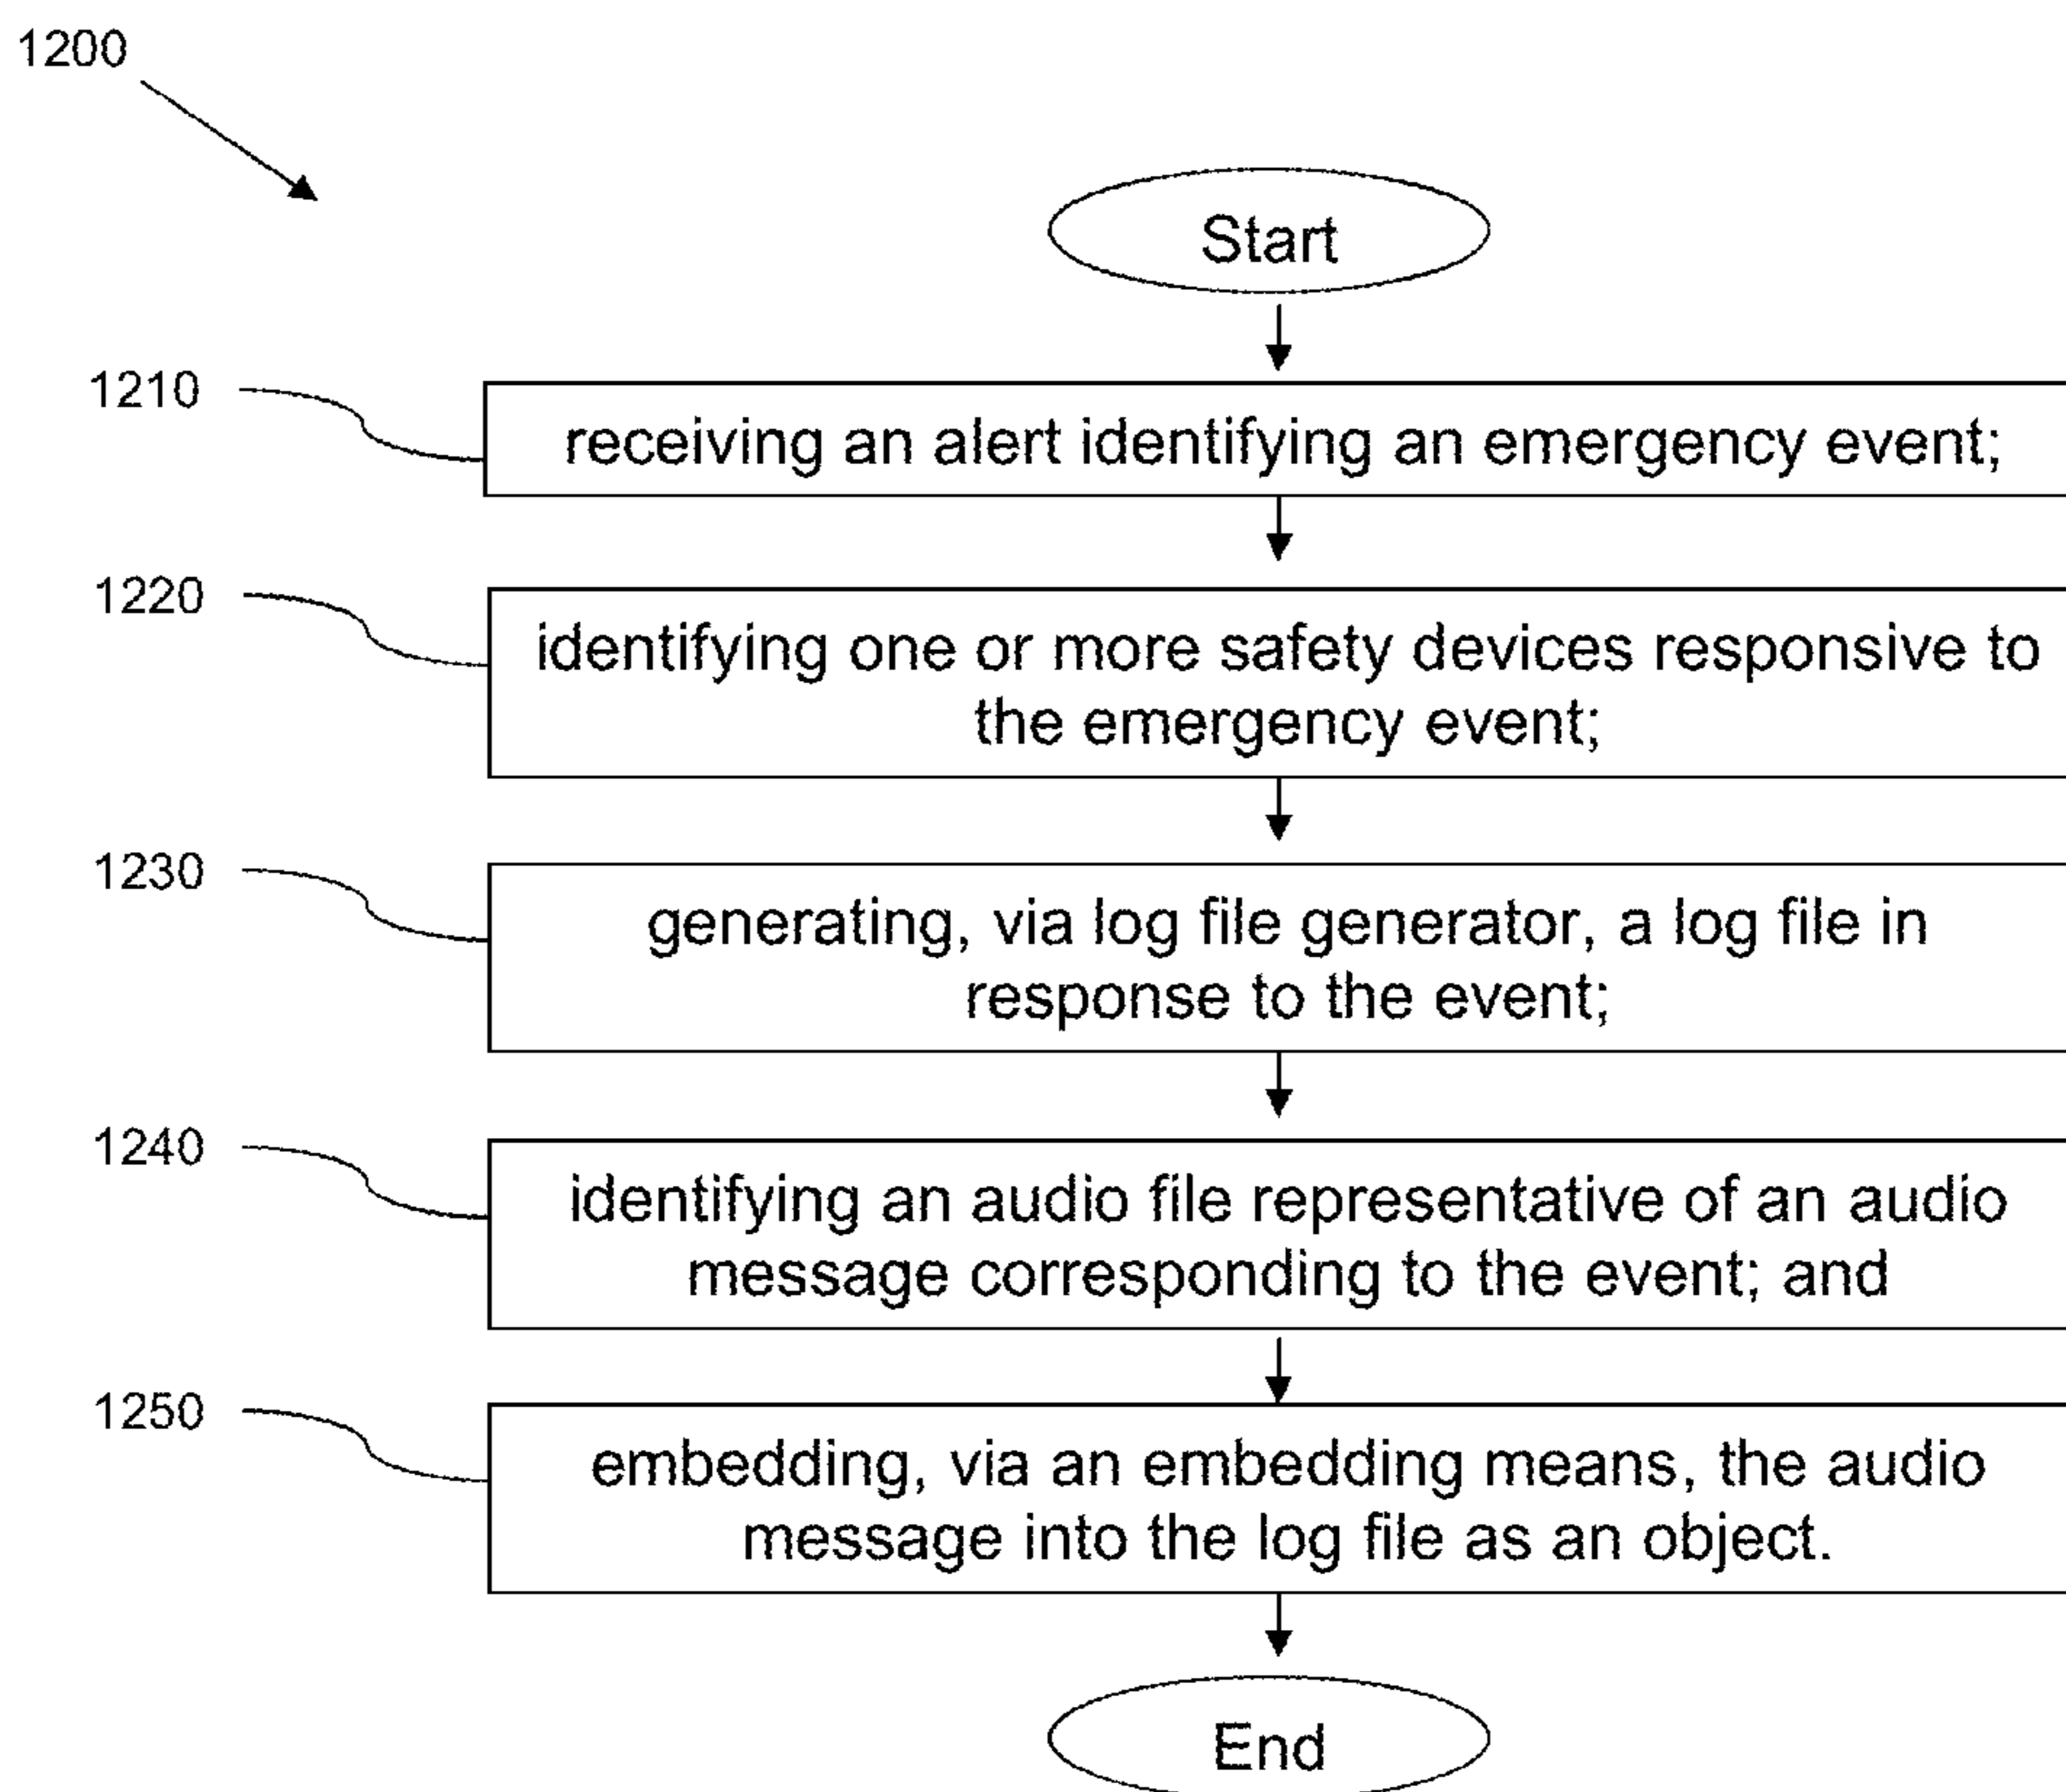 1200
Start
1210
receiving an alert identifying an emergency event;
1220
identifying one or more safety devices responsive to
the emergency event;
1230
generating, via log file generator, a log file in
response to the event;
1240
identifying an audio file representative of an audio
message corresponding to the event; and
1250
embedding, via an embedding means, the audio
message into the log file as an object.
End